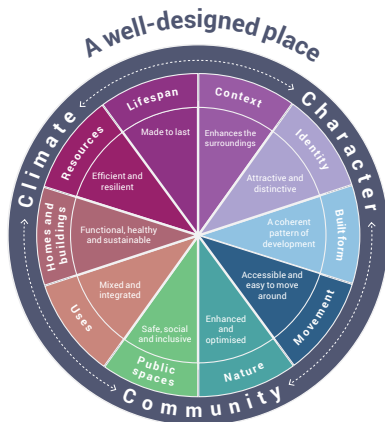 A well-designed place
Climate
Character
Community
Context
Enhances the
surroundings
Identity
Attractive and
distinctive
Built form
A coherent
pattern of
development
Movement
Accessible and
easy to move
around
Nature
Enhanced
and
optimised
Public
spaces
Safe, social
and inclusive
Uses
Mixed and
integrated
Homes and
buildings
Functional, healthy
and sustainable
Resources
Efficient and
resilient
Lifespan
Made to last